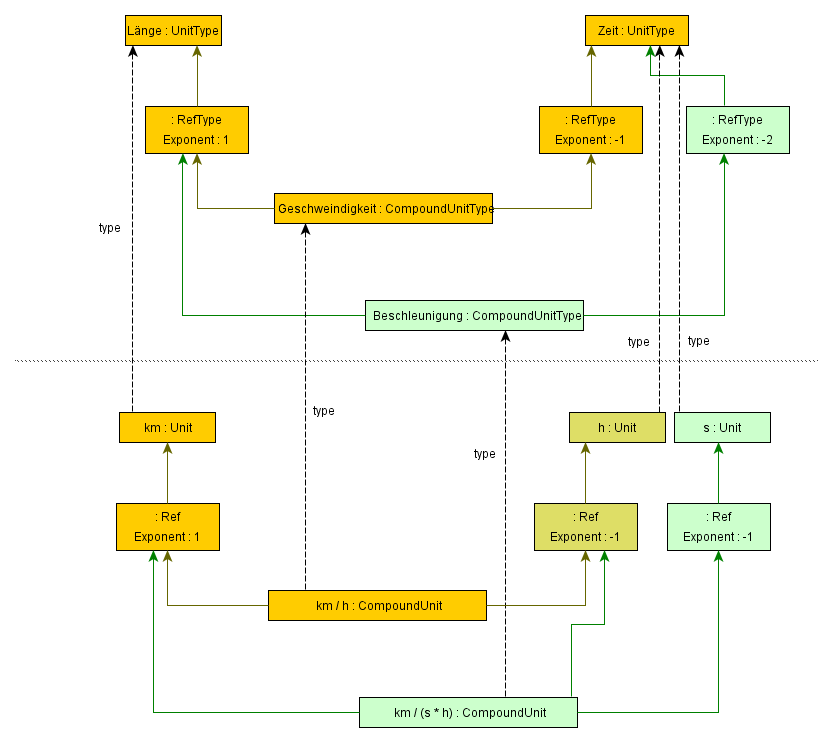 Länge : UnitType
Zeit : UnitType
: RefType
Exponent : 1
: RefType
Exponent : -1
: RefType
Exponent : -2
Geschweindigkeit : CompoundUnitType
type
Beschleunigung : CompoundUnitType
type
type
type
km : Unit
h : Unit
s : Unit
type
: Ref
Exponent : 1
: Ref
Exponent : -1
: Ref
Exponent : -1
km / h : CompoundUnit
km / (s * h) : CompoundUnit